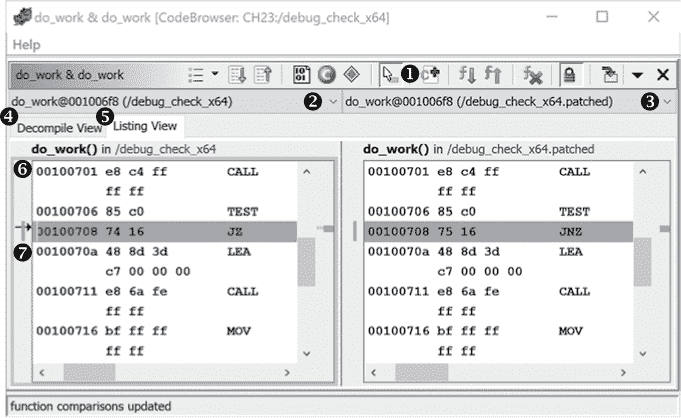 do_work & do_work [CodeBrowser: CH23:/debug_check_x64]
Help
do_work & do_work
❶
do_work@001006f8 (/debug_check_x64) ❷ do_work@001006f8 (/debug_check_x64.patched) ❸
❹ Decompile View ❺ Listing View
do_work() in /debug_check_x64
❻ 00100701 e8 c4 ff CALL
ff ff
00100706 85 c0 TEST
00100708 74 16 JZ
❼ 0010070a 48 8d 3d LEA
c7 00 00 00
00100711 e8 6a fe CALL
ff ff
00100716 bf ff ff MOV
ff ff
do_work() in /debug_check_x64.patched
00100701 e8 c4 ff CALL
ff ff
00100706 85 c0 TEST
00100708 75 16 JNZ
0010070a 48 8d 3d LEA
c7 00 00 00
00100711 e8 6a fe CALL
ff ff
00100716 bf ff ff MOV
ff ff
function comparisons updated